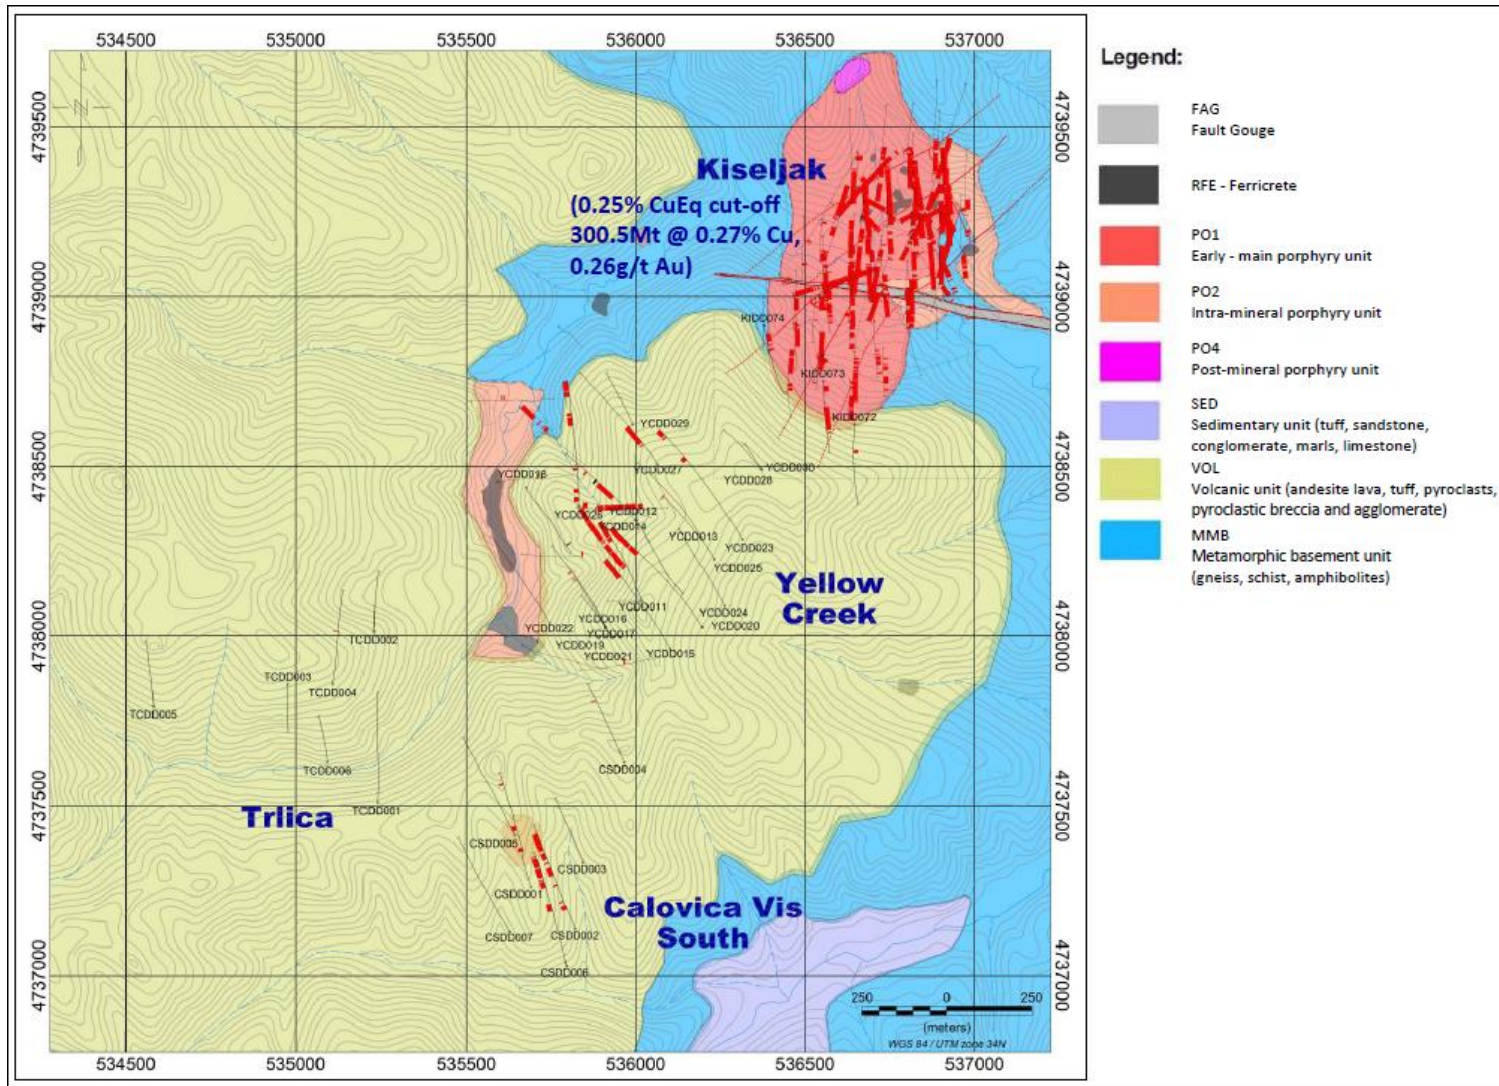 534500 535000 535500 536000 536500 537000
4739500
4739000
4738500
4738000
4737500
4737000
4739500
4739000
4738500
4738000
4737500
4737000
Kiseljak
(0.25% CuEq cut-off
300.5Mt @ 0.27% Cu,
0.26g/t Au)
KIDD074
KIDD073
KIDD072
YCDD029
YCDD027
YCDD030
YCDD028
YCDD012
YCDD014
YCDD013
YCDD023
YCDD025
Yellow
Creek
YCDD011
YCDD024
YCDD016
YCDD020
YCDD022
YCDD017
YCDD019
YCDD021
YCDD015
TCDD002
TCDD003
TCDD004
TCDD005
TCDD006
CSDD004
TCDD001
Trlica
CSDD005
CSDD003
CSDD001
Calovica Vis
South
CSDD007
CSDD002
CSDD006
250 0 250
(meters)
WGS 84 / UTM zone 34N
534500 535000 535500 536000 536500 537000
Legend:
FAG
Fault Gouge
RFE - Ferricrete
PO1
Early - main porphyry unit
PO2
Intra-mineral porphyry unit
PO4
Post-mineral porphyry unit
SED
Sedimentary unit (tuff, sandstone,
conglomerate, marls, limestone)
VOL
Volcanic unit (andesite lava, tuff, pyroclasts,
pyroclastic breccia and agglomerate)
MMB
Metamorphic basement unit
(gneiss, schist, amphibolites)